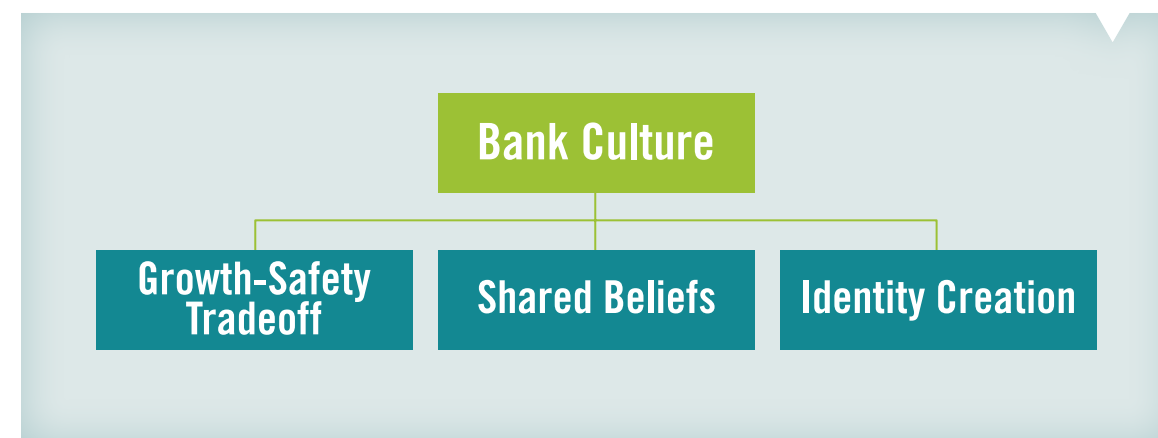 Bank Culture
Growth-Safety
Tradeoff
Shared Beliefs
Identity Creation